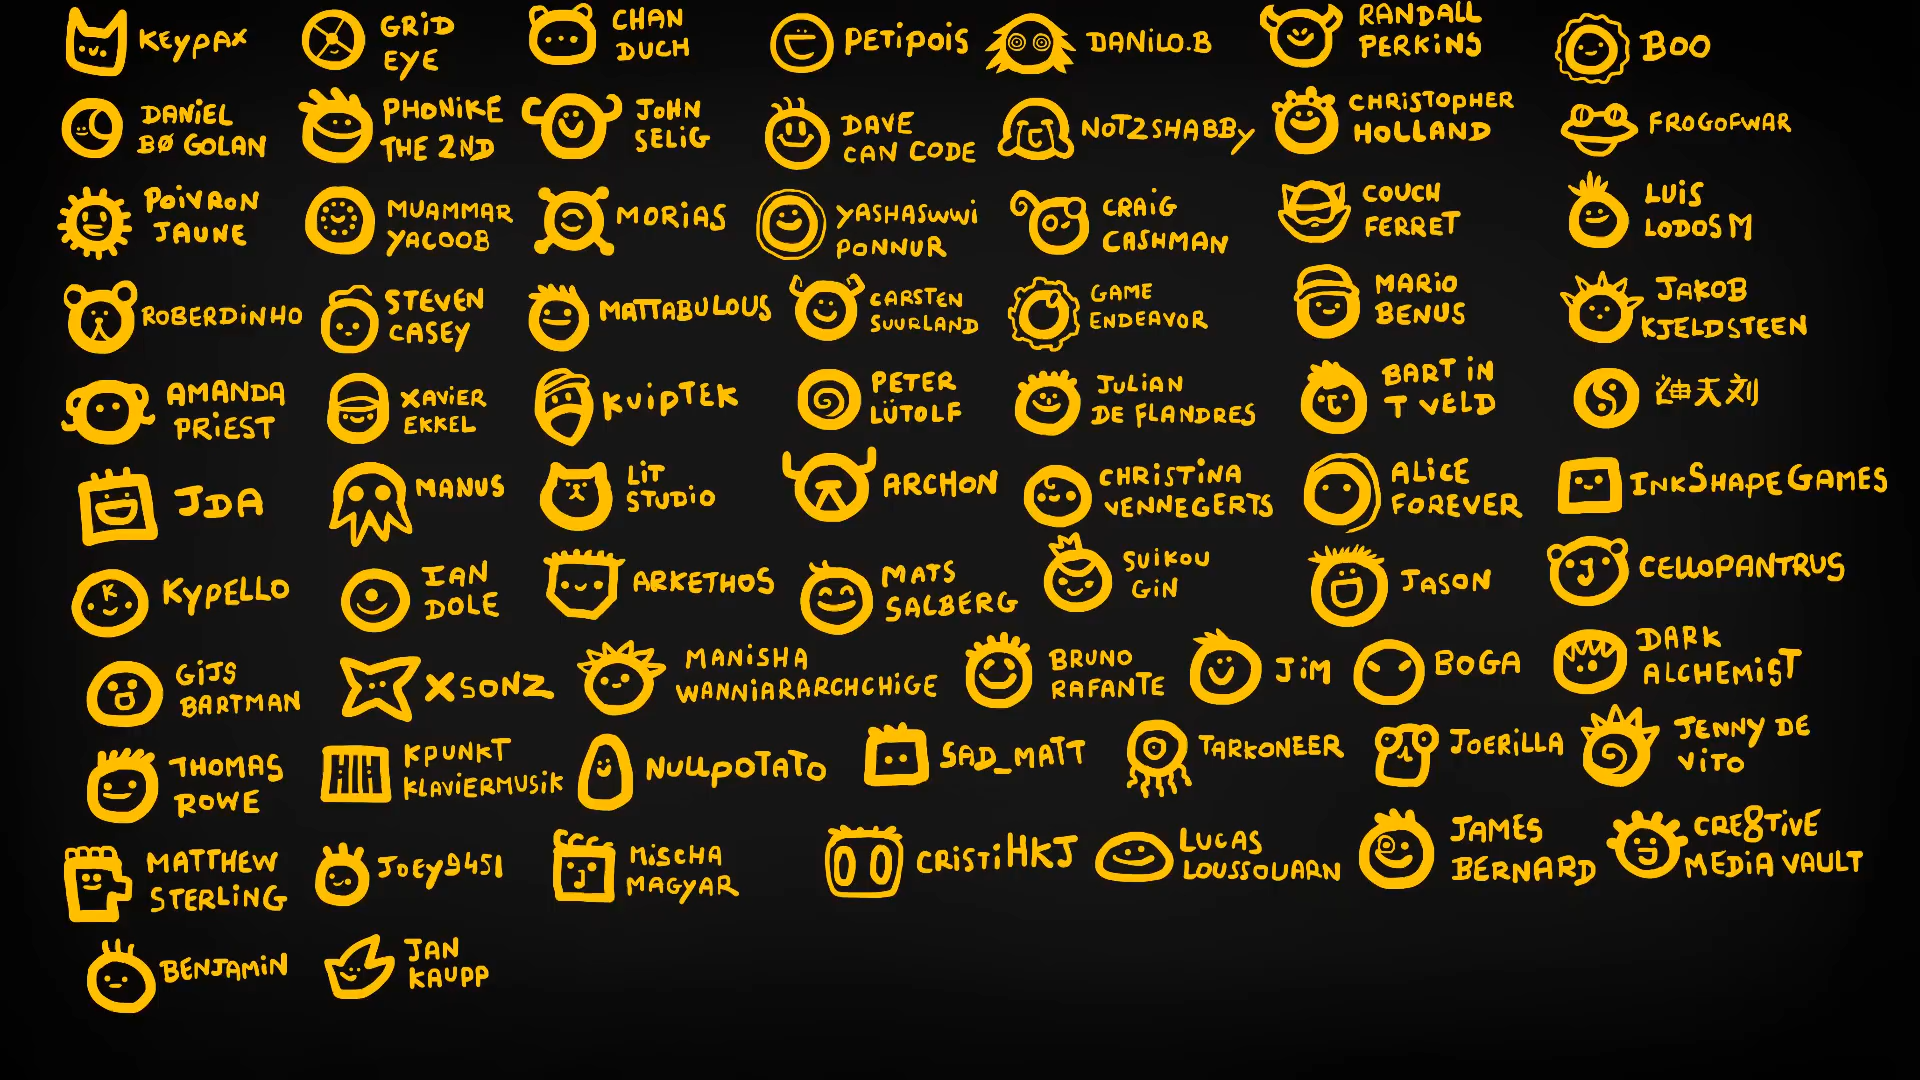 KEYPAX
GRID
EYE
CHAN
DUCH
PETIPOIS
DANILO.B
RANDALL
PERKINS
BOO
DANIEL
BØ GOLAN
PHONIKE
THE 2ND
JOHN
SELIG
DAVE
CAN CODE
NOT2SHABBY
CHRISTOPHER
HOLLAND
FROGOFWAR
POIVRON
JAUNE
MUAMMAR
YACOOB
MORIAS
YASHASWWI
PONNUR
CRAIG
CASHMAN
COUCH
FERRET
LUIS
LODOS M
ROBERDINHO
STEVEN
CASEY
MATTABULOUS
CARSTEN
SUURLAND
GAME
ENDEAVOR
MARIO
BENUS
JAKOB
KJELDSTEEN
AMANDA
PRIEST
XAVIER
EKKEL
KUIPTEK
PETER
LÜTOLF
JULIAN
DE FLANDRES
BART IN
T VELD
天刘
JDA
MANUS
LIT
STUDIO
ARCHON
CHRISTINA
VENNEGERTS
ALICE
FOREVER
INKSHAPEGAMES
KYPELLO
IAN
DOLE
ARKETHOS
MATS
SALBERG
SUIKOU
GIN
JASON
CELLOPANTRUS
GIJS
BARTMAN
XSONZ
MANISHA
WANNIARARCHCHIGE
BRUNO
RAFANTE
JIM
BOGA
DARK
ALCHEMIST
THOMAS
ROWE
KPUNKT
KLAVIERMUSIK
NULLPOTATO
SAD_MATT
TARKONEER
JOERILLA
JENNY DE
VITO
MATTHEW
STERLING
JOEY9451
MISCHA
MAGYAR
CRISTIHKJ
LUCAS
LOUSSOUARN
JAMES
BERNARD
CRE8TIVE
MEDIA VAULT
BENJAMIN
JAN
KAUPP